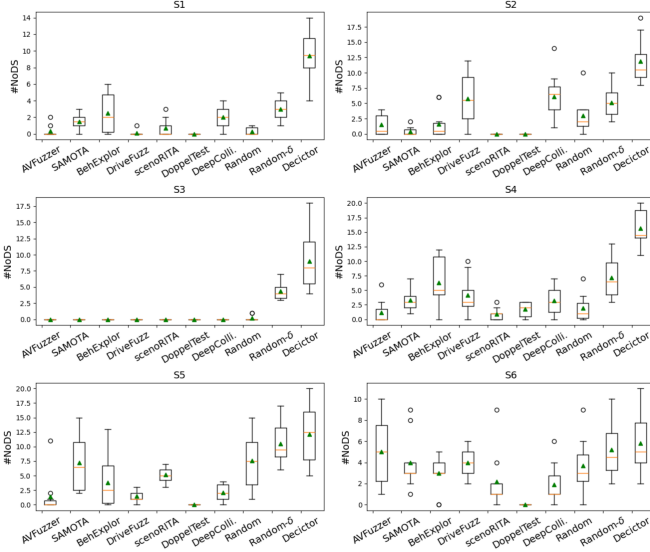 S1
#NoDS
14
12
10
8
6
4
2
0
AVFuzzer
SAMOTA
BehExplor
DriveFuzz
scenoRITA
DoppelTest
DeepColli.
Random
Random-δ
Decictor
S2
#NoDS
17.5
15.0
12.5
10.0
7.5
5.0
2.5
0.0
AVFuzzer
SAMOTA
BehExplor
DriveFuzz
scenoRITA
DoppelTest
DeepColli.
Random
Random-δ
Decictor
S3
#NoDS
17.5
15.0
12.5
10.0
7.5
5.0
2.5
0.0
AVFuzzer
SAMOTA
BehExplor
DriveFuzz
scenoRITA
DoppelTest
DeepColli.
Random
Random-δ
Decictor
S4
#NoDS
20.0
17.5
15.0
12.5
10.0
7.5
5.0
2.5
0.0
AVFuzzer
SAMOTA
BehExplor
DriveFuzz
scenoRITA
DoppelTest
DeepColli.
Random
Random-δ
Decictor
S5
#NoDS
20.0
17.5
15.0
12.5
10.0
7.5
5.0
2.5
0.0
AVFuzzer
SAMOTA
BehExplor
DriveFuzz
scenoRITA
DoppelTest
DeepColli.
Random
Random-δ
Decictor
S6
#NoDS
10
8
6
4
2
0
AVFuzzer
SAMOTA
BehExplor
DriveFuzz
scenoRITA
DoppelTest
DeepColli.
Random
Random-δ
Decictor